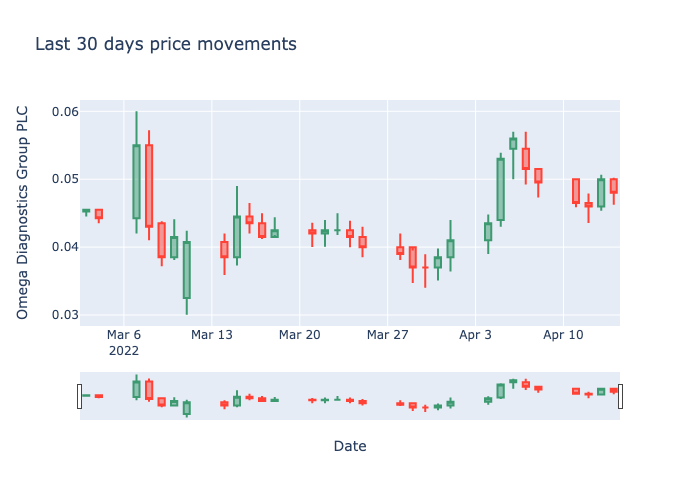 Last 30 days price movements
Omega Diagnostics Group PLC
0.06
0.05
0.04
0.03
Mar 6
2022
Mar 13
Mar 20
Mar 27
Apr 3
Apr 10
Date